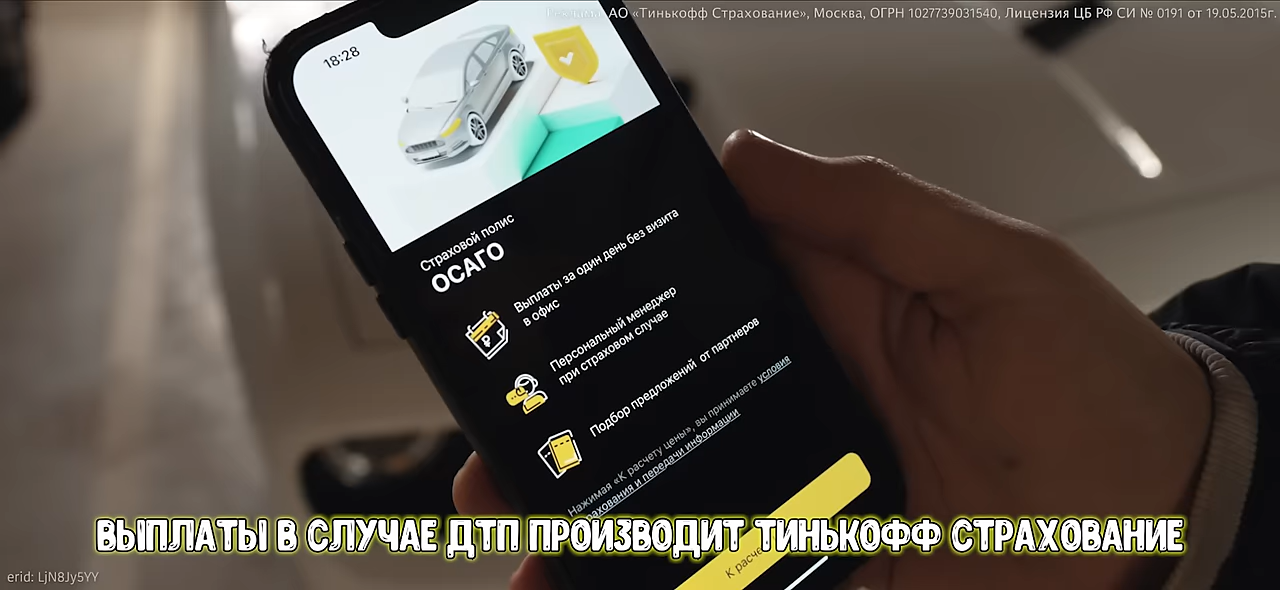 Реклама. АО «Тинькофф Страхование», Москва, ОГРН 1027739031540, Лицензия ЦБ РФ СИ № 0191 от 19.05.2015г.
18:28
Страховой полис
ОСАГО
Выплаты за один день без визита
в офис
Персональный менеджер
при страховом случае
Подбор предложений от партнеров
Нажимая «К расчету цены», вы принимаете условия
и передачи информации
ВЫПЛАТЫ В СЛУЧАЕ ДТП ПРОИЗВОДИТ ТИНЬКОФФ СТРАХОВАНИЕ
erid: LjN8Jy5YY